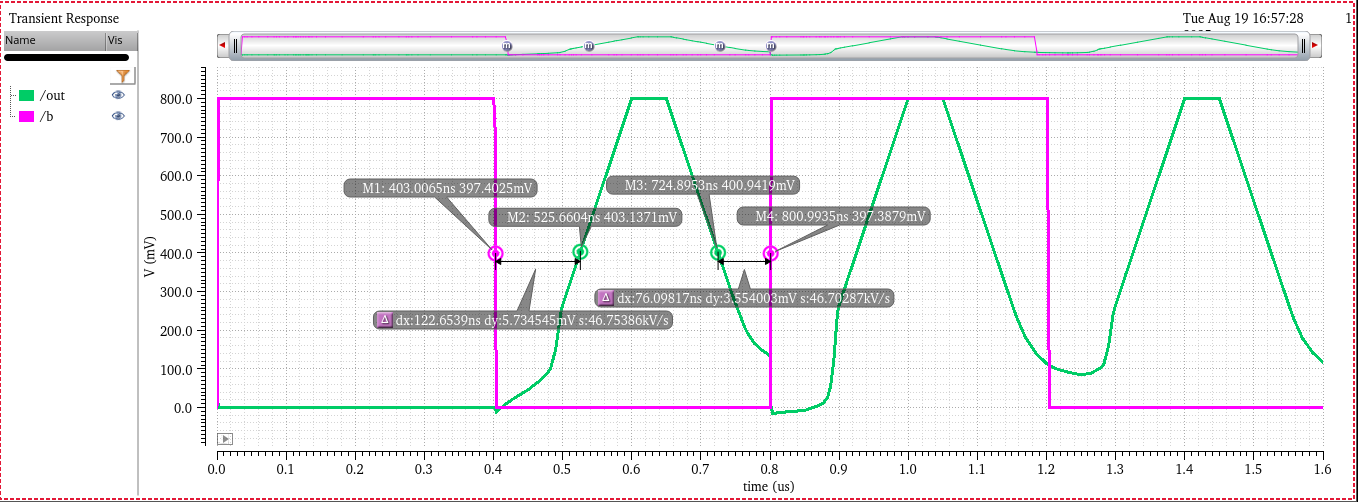 Transient Response
Tue Aug 19 16:57:28
1
Name
Vis
/out
/b
V (mV)
800.0
700.0
600.0
500.0
400.0
300.0
200.0
100.0
0.0
M1: 403.0065ns 397.4025mV
M2: 525.6604ns 403.1371mV
M3: 724.8953ns 400.9419mV
M4: 800.9935ns 397.3879mV
Δ dx:76.09817ns dy:3.554003mV s:46.70287kV/s
Δ dx:122.6539ns dy:5.734545mV s:46.75386kV/s
0.0 0.1 0.2 0.3 0.4 0.5 0.6 0.7 0.8 0.9 1.0 1.1 1.2 1.3 1.4 1.5 1.6
time (us)